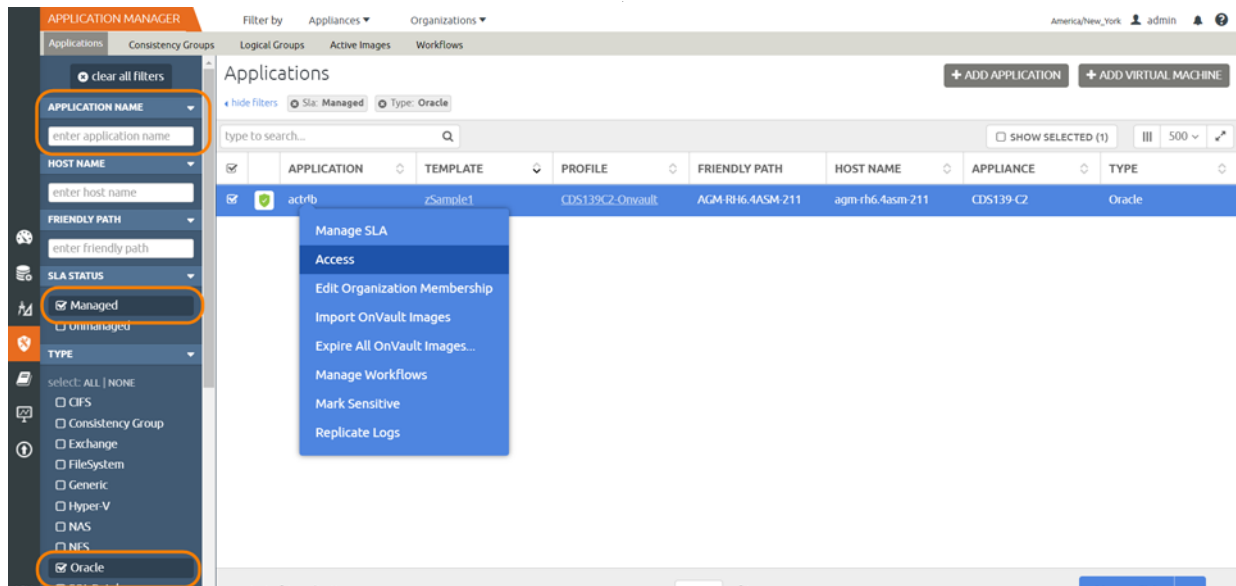 APPLICATION MANAGER
Filter by
Appliances
Organizations
America/New_York
admin
Applications
Consistency Groups
Logical Groups
Active Images
Workflows
clear all filters
APPLICATION NAME
enter application name
HOST NAME
enter host name
FRIENDLY PATH
enter friendly path
SLA STATUS
Managed
Unmanaged
TYPE
select: ALL | NONE
CIFS
Consistency Group
Exchange
FileSystem
Generic
Hyper-V
NAS
NFS
Oracle
Applications
+ ADD APPLICATION
+ ADD VIRTUAL MACHINE
hide filters
Sla: Managed
Type: Oracle
type to search...
SHOW SELECTED (1)
500
APPLICATION TEMPLATE PROFILE FRIENDLY PATH HOST NAME APPLIANCE TYPE
actdb zSample1 CDS139C2-Onvault AGM-RH6.4ASM-211 agm-rh6.4asm-211 CDS139-C2 Oracle
Manage SLA
Access
Edit Organization Membership
Import OnVault Images
Expire All OnVault Images...
Manage Workflows
Mark Sensitive
Replicate Logs